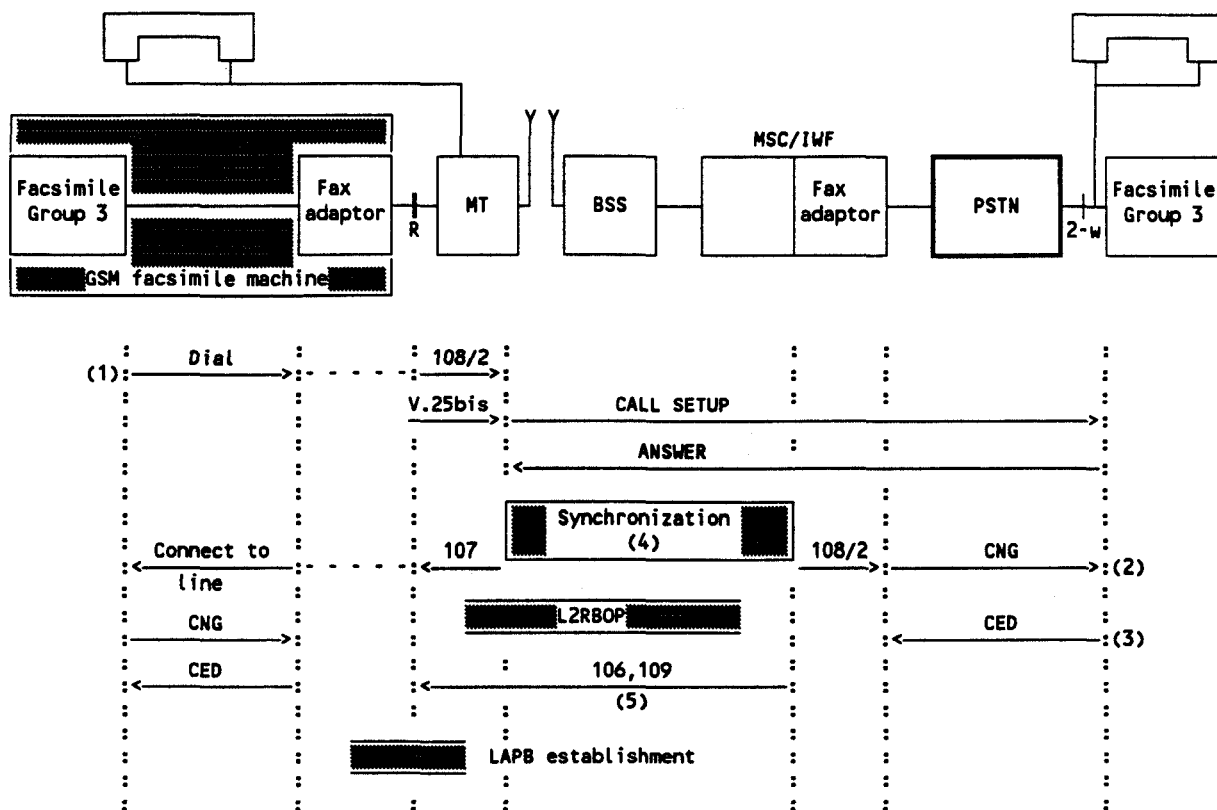 MSC/IWF
Facsimile
Group 3
Fax
adaptor
R
MT
BSS
Fax
adaptor
PSTN
2-w
Facsimile
Group 3
GSM facsimile machine
(1)
Dial
108/2
V.25bis
CALL SETUP
ANSWER
Synchronization
(4)
Connect to
line
107
108/2
CNG
(2)
L2RBOP
CNG
CED
(3)
CED
106,109
(5)
LAPB establishment